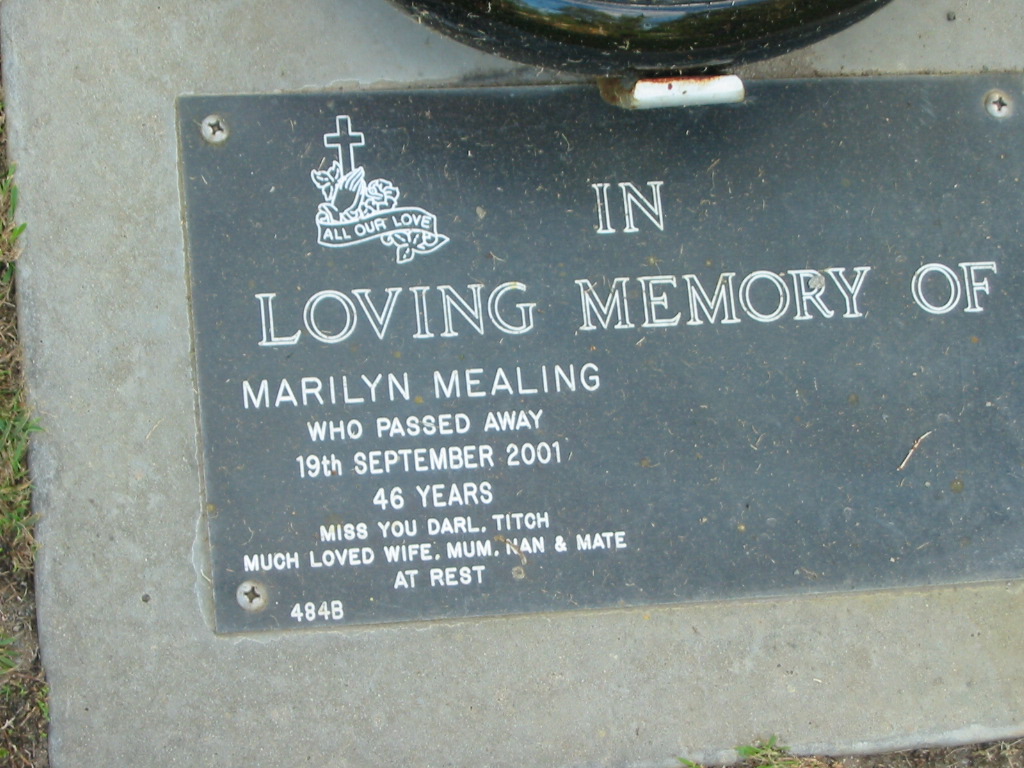 ALL OUR LOVE
IN
LOVING MEMORY OF
MARILYN MEALING
WHO PASSED AWAY
19th SEPTEMBER 2001
46 YEARS
MISS YOU DARL. TITCH
MUCH LOVED WIFE. MUM. NAN & MATE
AT REST
484B